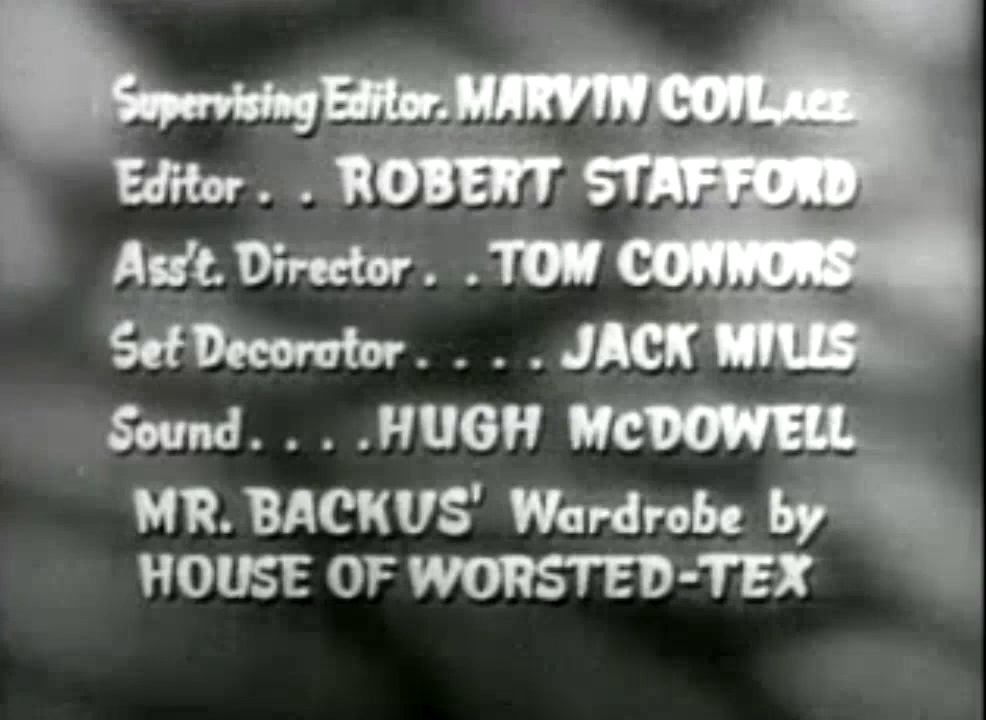 Supervising Editor. MARVIN COIL, A.C.E.
Editor . . ROBERT STAFFORD
Ass't. Director . . TOM CONNORS
Set Decorator . . . . JACK MILLS
Sound . . . . HUGH McDOWELL
MR. BACKUS' Wardrobe by
HOUSE OF WORSTED-TEX